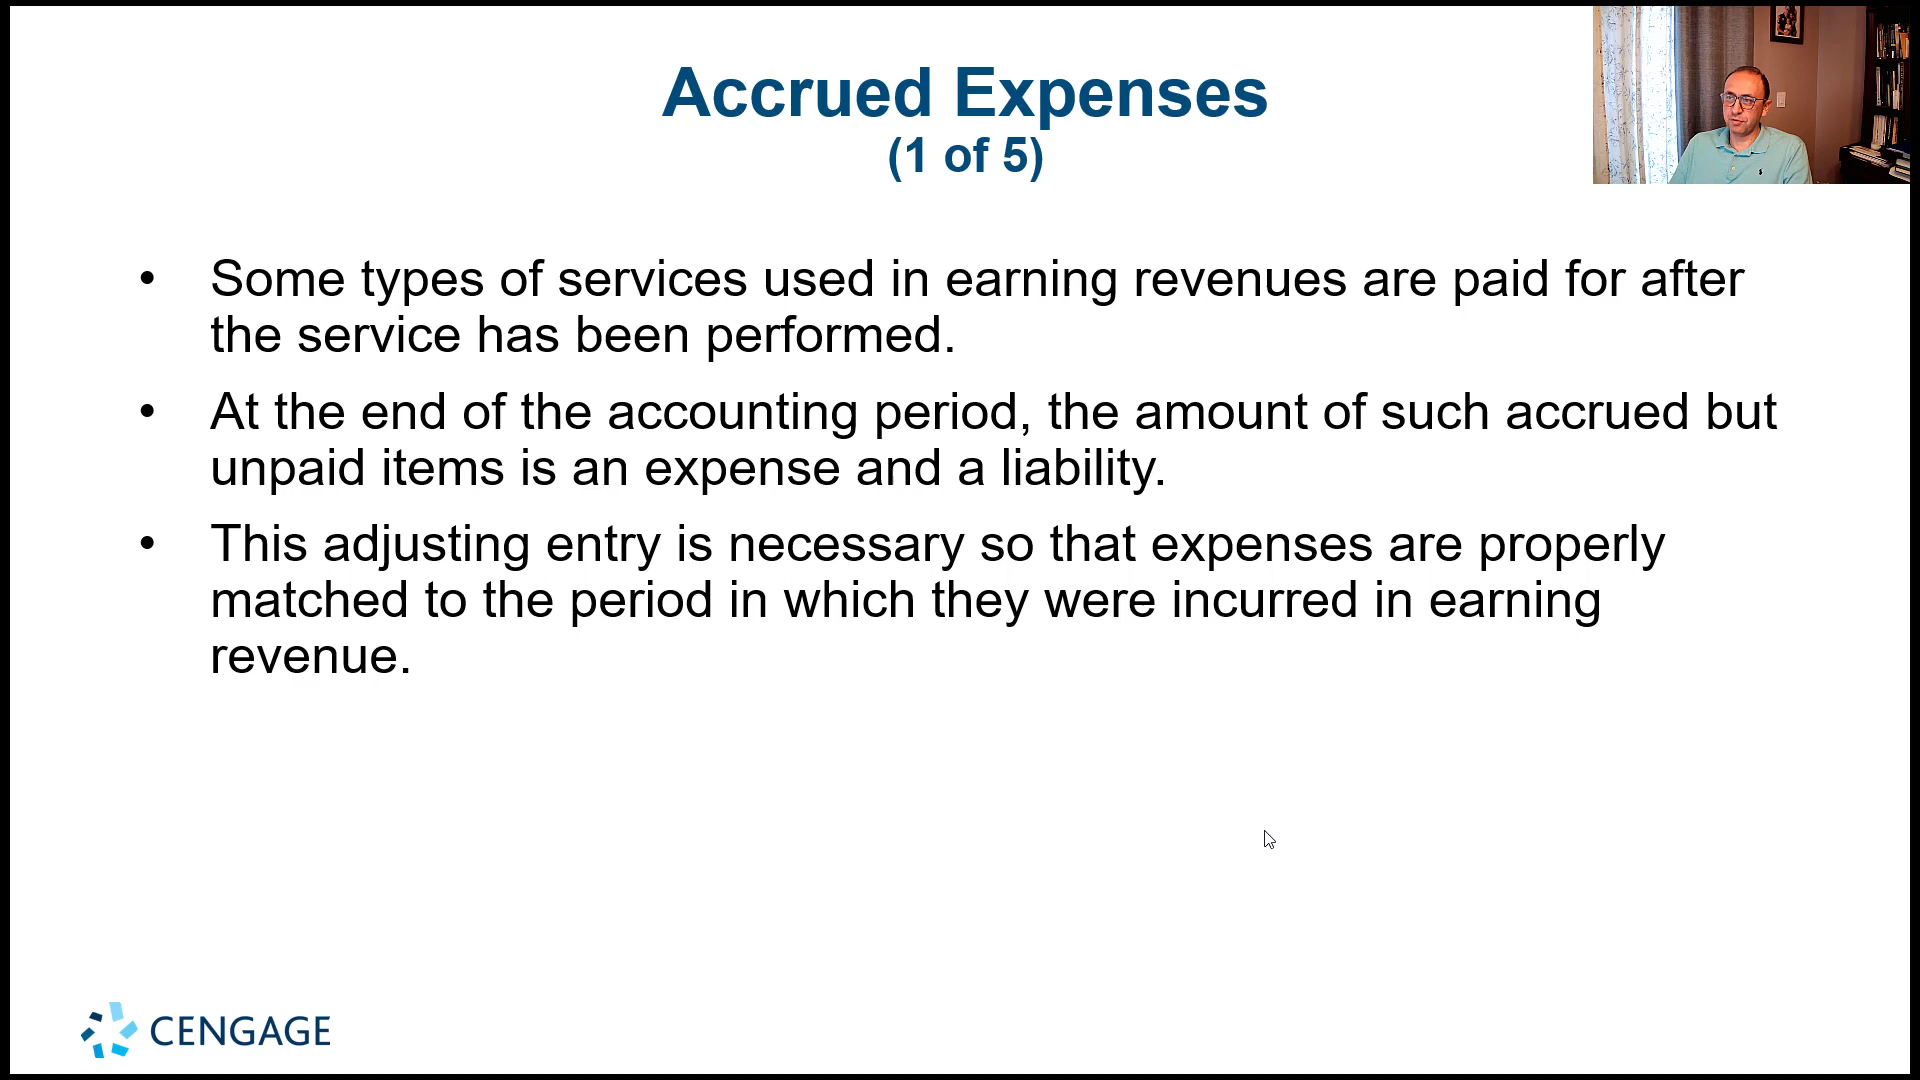 Accrued Expenses
(1 of 5)
• Some types of services used in earning revenues are paid for after
the service has been performed.
• At the end of the accounting period, the amount of such accrued but
unpaid items is an expense and a liability.
• This adjusting entry is necessary so that expenses are properly
matched to the period in which they were incurred in earning
revenue.
CENGAGE